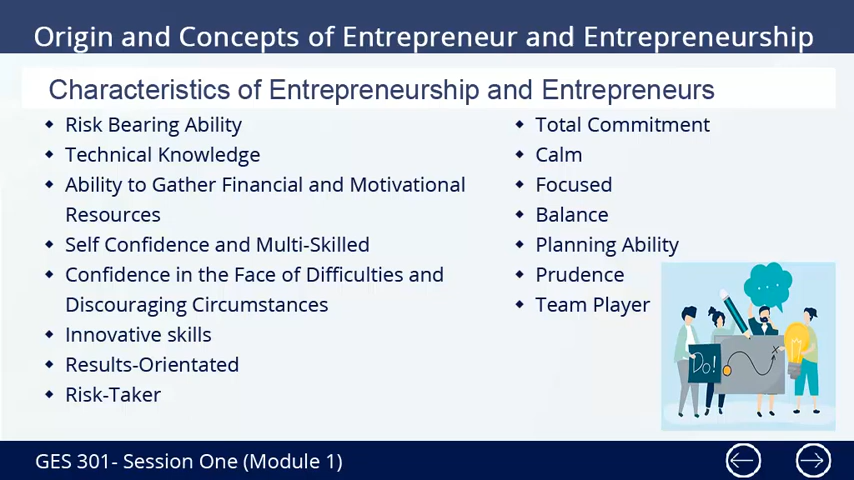 Origin and Concepts of Entrepreneur and Entrepreneurship
Characteristics of Entrepreneurship and Entrepreneurs
Risk Bearing Ability
Technical Knowledge
Ability to Gather Financial and Motivational
Resources
Self Confidence and Multi-Skilled
Confidence in the Face of Difficulties and
Discouraging Circumstances
Innovative skills
Results-Orientated
Risk-Taker
Total Commitment
Calm
Focused
Balance
Planning Ability
Prudence
Team Player
Do!
GES 301- Session One (Module 1)